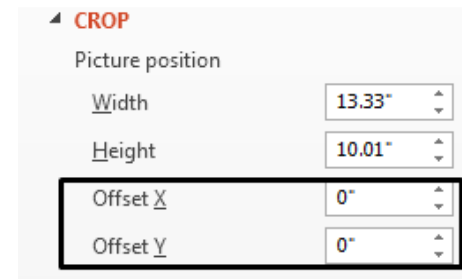 CROP
Picture position
Width 13.33"
Height 10.01"
Offset X 0"
Offset Y 0"